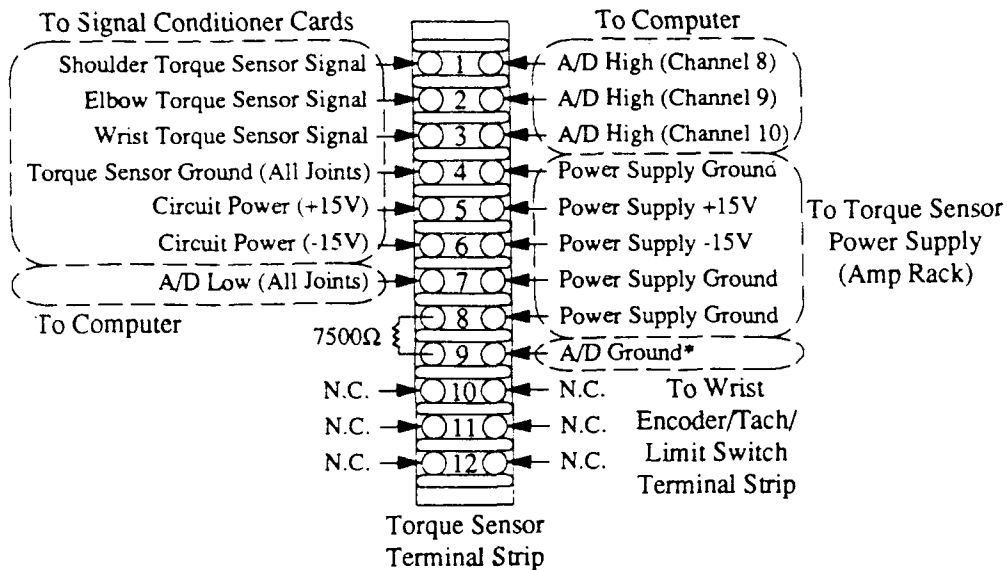 To Signal Conditioner Cards
To Computer
Shoulder Torque Sensor Signal 1 A/D High (Channel 8)
Elbow Torque Sensor Signal 2 A/D High (Channel 9)
Wrist Torque Sensor Signal 3 A/D High (Channel 10)
Torque Sensor Ground (All Joints) 4 Power Supply Ground
Circuit Power (+15V) 5 Power Supply +15V
Circuit Power (-15V) 6 Power Supply -15V
To Torque Sensor
Power Supply
(Amp Rack)
A/D Low (All Joints) 7 Power Supply Ground
To Computer
7500Ω
8 Power Supply Ground
9 A/D Ground*
N.C. 10 N.C.
N.C. 11 N.C.
N.C. 12 N.C.
To Wrist
Encoder/Tach/
Limit Switch
Terminal Strip
Torque Sensor
Terminal Strip